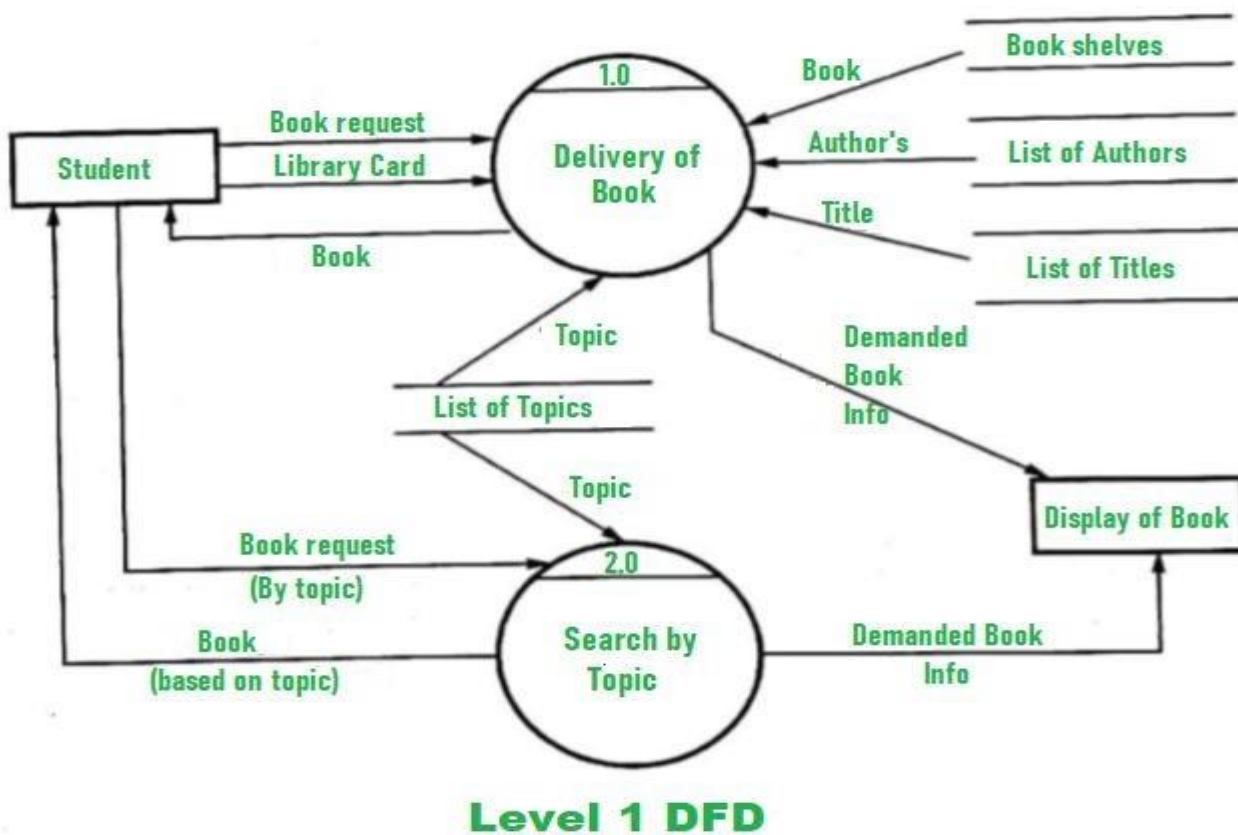 1.0
Book shelves
Book
Book request
Student
Library Card
Delivery of
Book
Author's
List of Authors
Title
Book
List of Titles
Topic
Demanded
Book
Info
List of Topics
Topic
Display of Book
Book request
(By topic)
2.0
Search by
Topic
Book
(based on topic)
Demanded Book
Info
Level 1 DFD